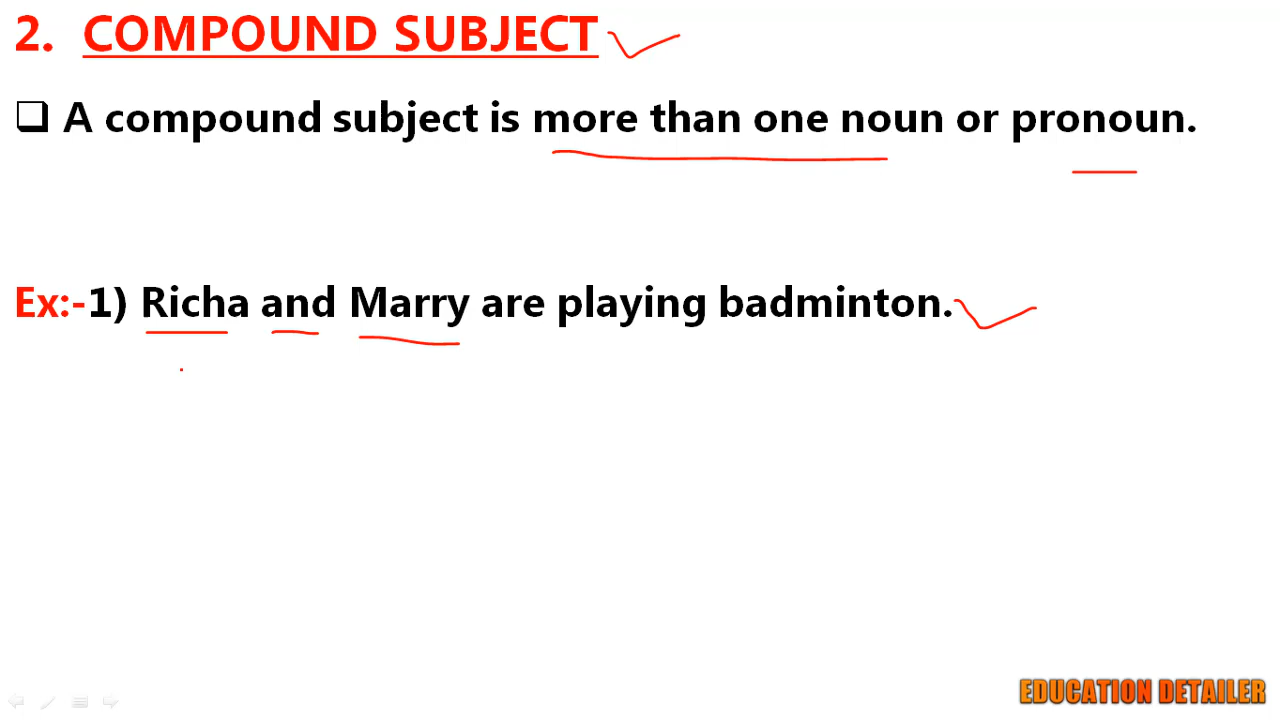 2. COMPOUND SUBJECT
❑ A compound subject is more than one noun or pronoun.
Ex:-1) Richa and Marry are playing badminton.
EDUCATION DETAILER